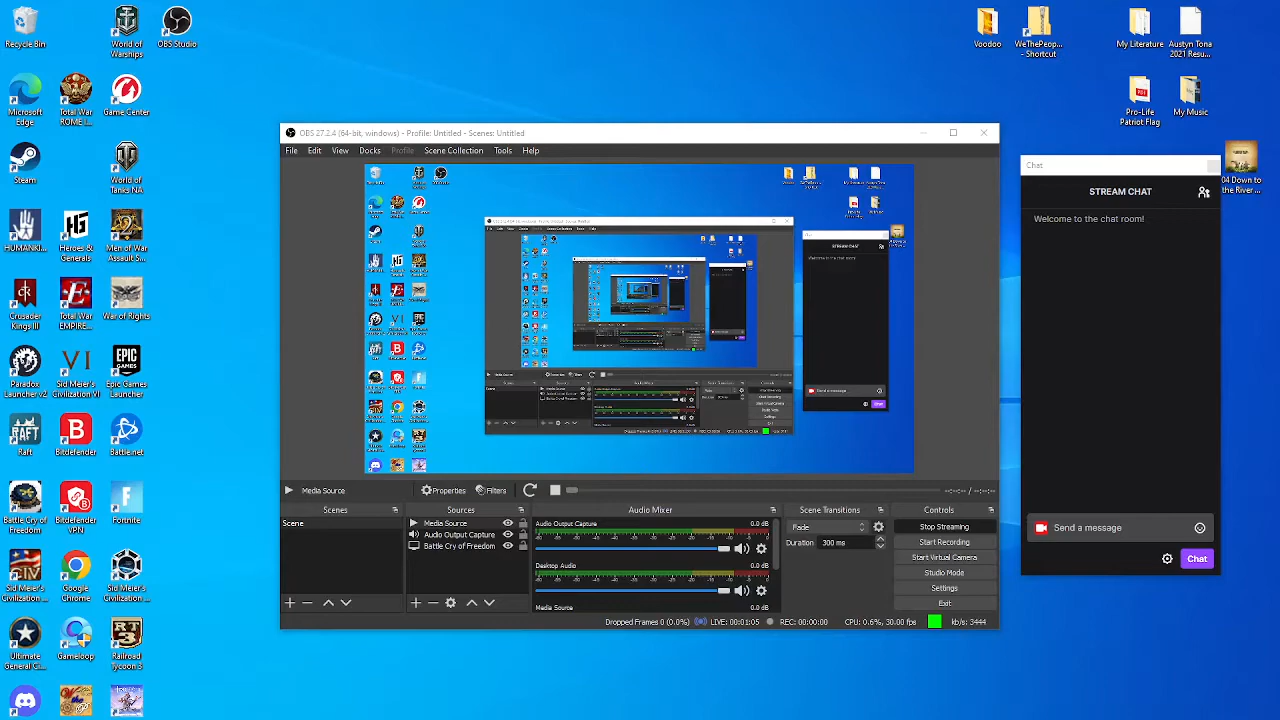 Recycle Bin
World of
Warships
OBS Studio
Voodoo
WeThePeop...
- Shortcut
My Literature
Austyn Tona
2021 Resu...
Microsoft
Edge
Total War
ROME I...
Game Center
Pro-Life
Patriot Flag
My Music
Steam
World of
Tanks NA
04 Down to
the River ...
HUMANKI...
Heroes &
Generals
Men of War
Assault S...
Crusader
Kings III
Total War
EMPIRE...
War of Rights
Paradox
Launcher v2
Sid Meier's
Civilization VI
Epic Games
Launcher
Raft
Bitdefender
Battle.net
Battle Cry of
Freedom
Bitdefender
VPN
Fortnite
Sid Meier's
Civilization...
Google
Chrome
Sid Meier's
Civilization...
Ultimate
General Ci...
Gameloop
Railroad
Tycoon 3
OBS 27.2.4 (64-bit, windows) - Profile: Untitled - Scenes: Untitled
File Edit View Docks Profile Scene Collection Tools Help
Media Source
Properties
Filters
--:--:-- / --:--:--
Scenes
Scene
Sources
Media Source
Audio Output Capture
Battle Cry of Freedom
Audio Mixer
Audio Output Capture 0.0 dB
Desktop Audio 0.0 dB
Media Source 0.0 dB
Scene Transitions
Fade
Duration 300 ms
Controls
Stop Streaming
Start Recording
Start Virtual Camera
Studio Mode
Settings
Exit
Dropped Frames 0 (0.0%) LIVE: 00:01:05 REC: 00:00:00 CPU: 0.6%, 30.00 fps kb/s: 3444
Chat
STREAM CHAT
Welcome to the chat room!
Send a message
Chat